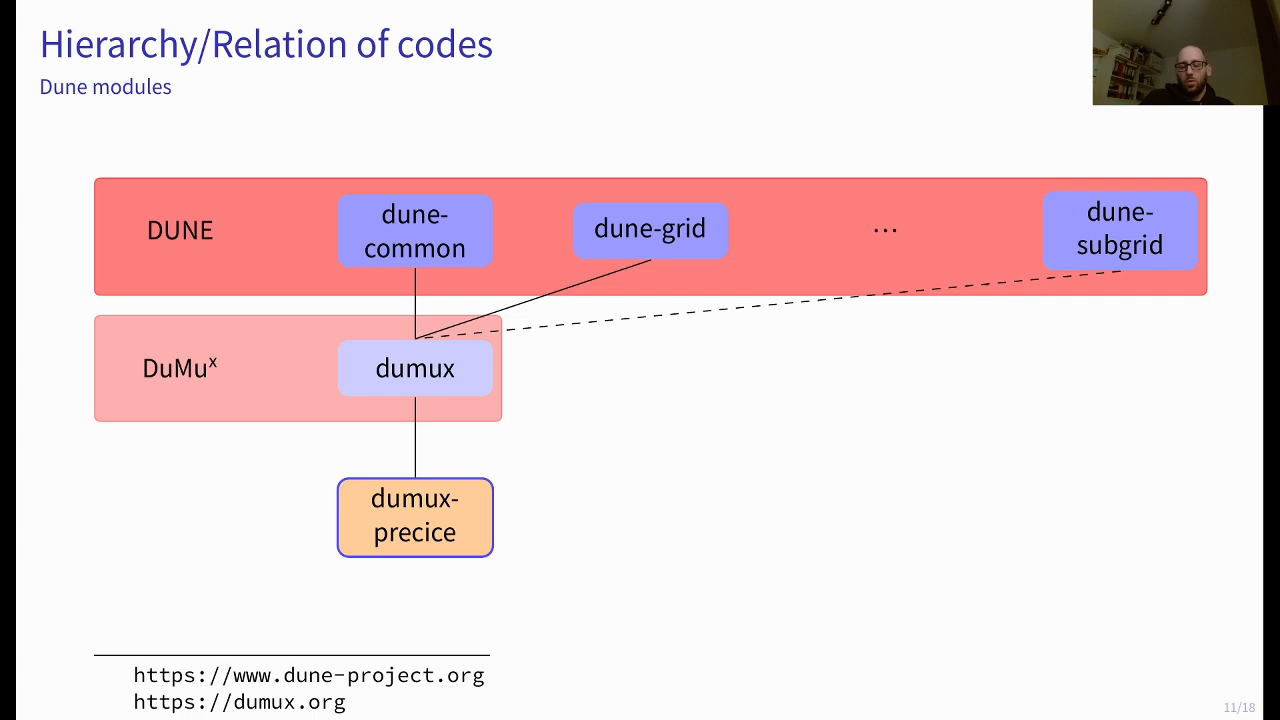 Hierarchy/Relation of codes
Dune modules
DUNE
dune-
common
dune-grid
...
dune-
subgrid
DuMuˣ
dumux
dumux-
precice
https://www.dune-project.org
https://dumux.org
11/18